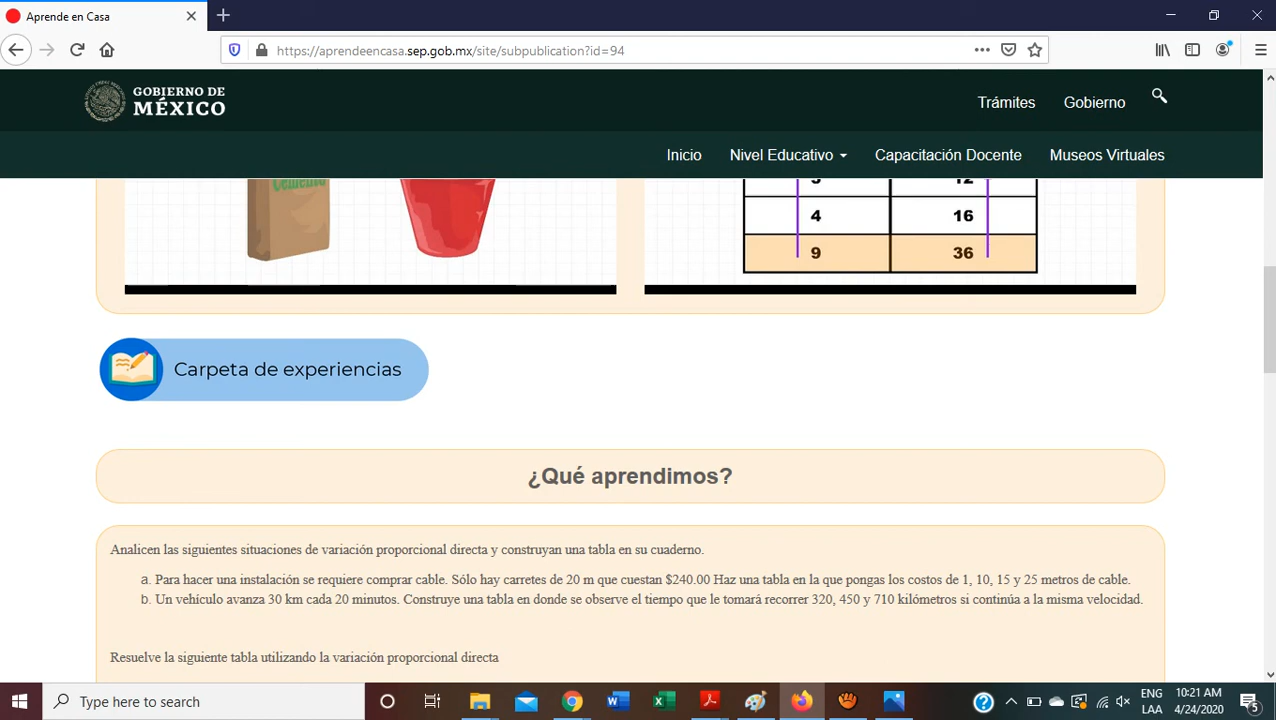 Aprende en Casa
https://aprendeencasa.sep.gob.mx/site/subpublication?id=94
GOBIERNO DE
MÉXICO
Trámites Gobierno
Inicio Nivel Educativo Capacitación Docente Museos Virtuales
Cemento
3 12
4 16
9 36
Carpeta de experiencias
¿Qué aprendimos?
Analicen las siguientes situaciones de variación proporcional directa y construyan una tabla en su cuaderno.
a. Para hacer una instalación se requiere comprar cable. Sólo hay carretes de 20 m que cuestan $240.00 Haz una tabla en la que pongas los costos de 1, 10, 15 y 25 metros de cable.
b. Un vehículo avanza 30 km cada 20 minutos. Construye una tabla en donde se observe el tiempo que le tomará recorrer 320, 450 y 710 kilómetros si continúa a la misma velocidad.
Resuelve la siguiente tabla utilizando la variación proporcional directa
Type here to search
ENG 10:21 AM
LAA 4/24/2020
5